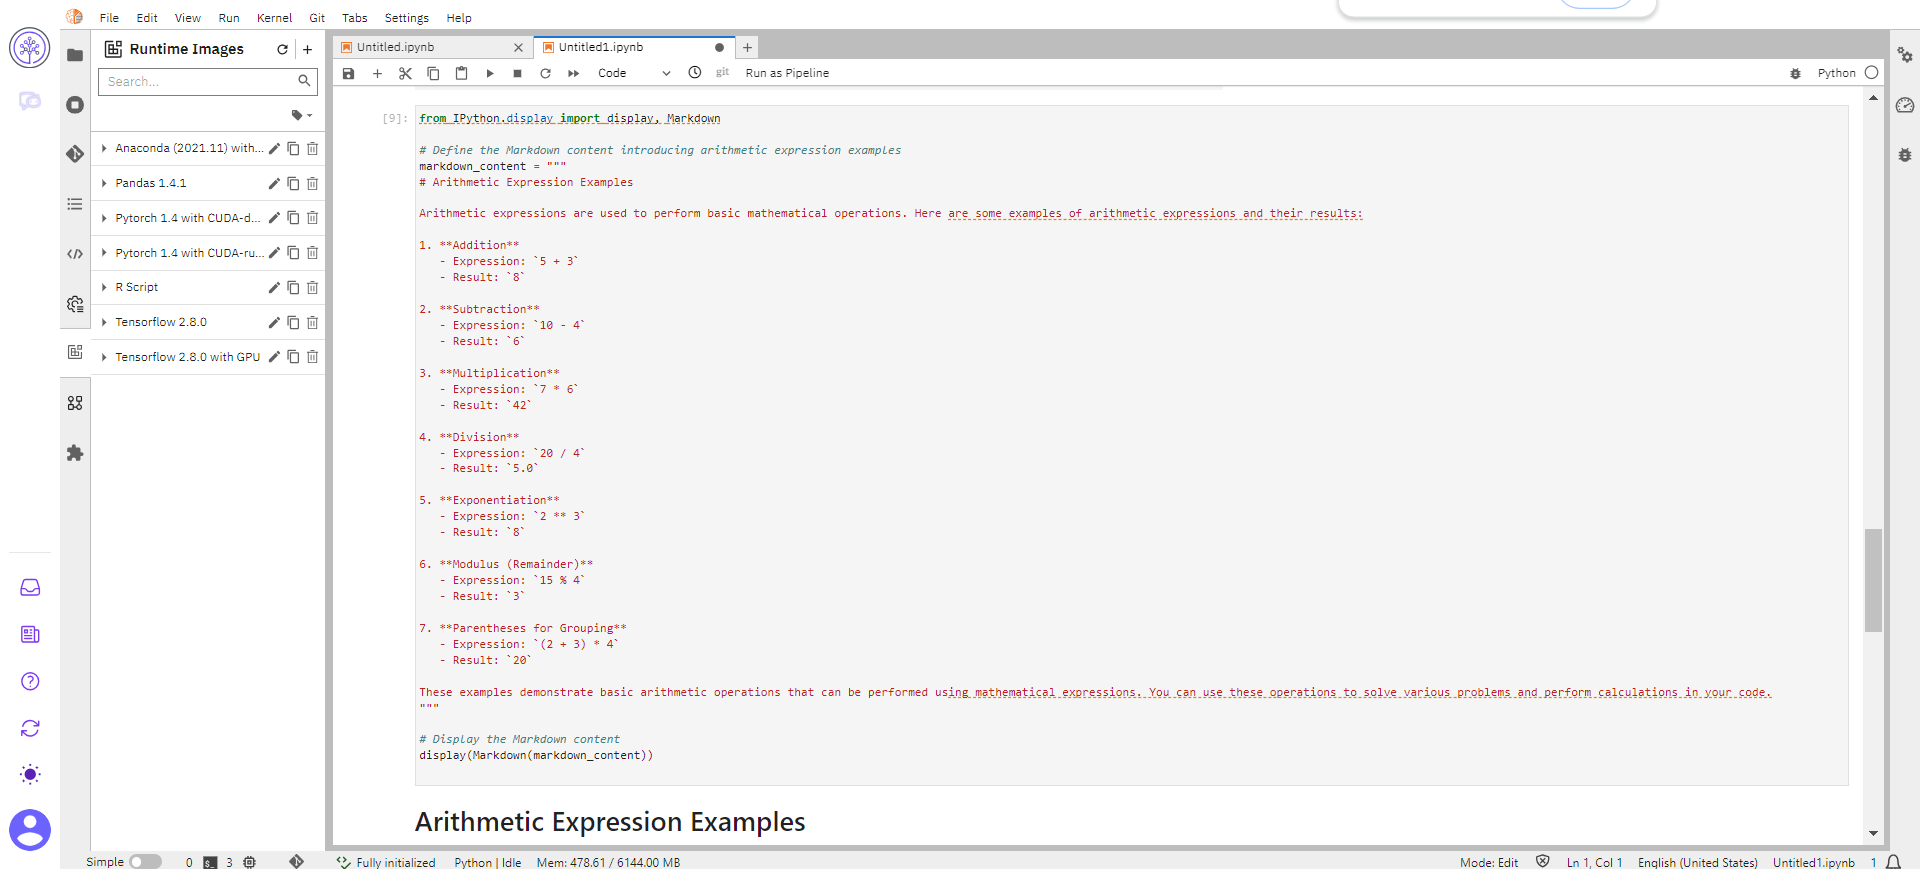 File Edit View Run Kernel Git Tabs Settings Help
Runtime Images
Search...
Anaconda (2021.11) with...
Pandas 1.4.1
Pytorch 1.4 with CUDA-d...
Pytorch 1.4 with CUDA-ru...
R Script
Tensorflow 2.8.0
Tensorflow 2.8.0 with GPU
Untitled.ipynb
Untitled1.ipynb
Code
git
Run as Pipeline
Python
[9]:
from IPython.display import display, Markdown
# Define the Markdown content introducing arithmetic expression examples
markdown_content = """
# Arithmetic Expression Examples
Arithmetic expressions are used to perform basic mathematical operations. Here are some examples of arithmetic expressions and their results:
1. **Addition**
- Expression: `5 + 3`
- Result: `8`
2. **Subtraction**
- Expression: `10 - 4`
- Result: `6`
3. **Multiplication**
- Expression: `7 * 6`
- Result: `42`
4. **Division**
- Expression: `20 / 4`
- Result: `5.0`
5. **Exponentiation**
- Expression: `2 ** 3`
- Result: `8`
6. **Modulus (Remainder)**
- Expression: `15 % 4`
- Result: `3`
7. **Parentheses for Grouping**
- Expression: `(2 + 3) * 4`
- Result: `20`
These examples demonstrate basic arithmetic operations that can be performed using mathematical expressions. You can use these operations to solve various problems and perform calculations in your code.
"""
# Display the Markdown content
display(Markdown(markdown_content))
Arithmetic Expression Examples
Simple 0 3 Fully initialized Python | Idle Mem: 478.61 / 6144.00 MB Mode: Edit Ln 1, Col 1 English (United States) Untitled1.ipynb 1